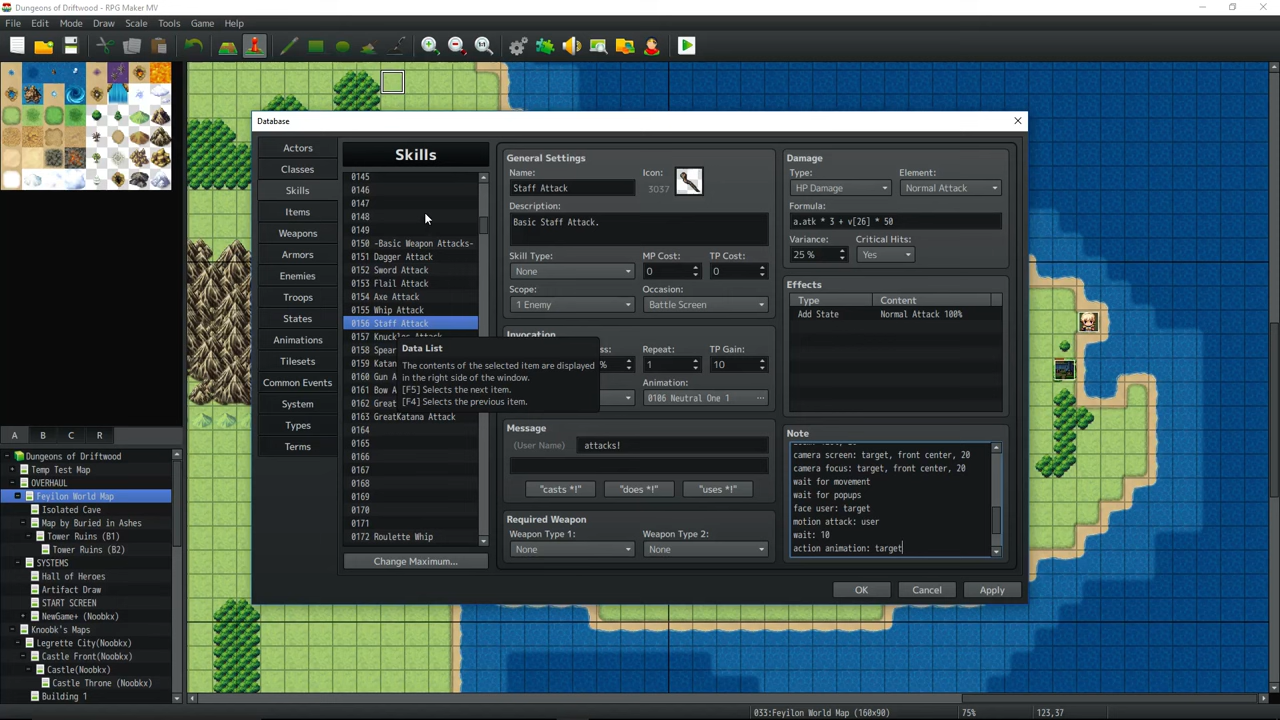 Dungeons of Driftwood - RPG Maker MV
File Edit Mode Draw Scale Tools Game Help
Database
Actors
Classes
Skills
Items
Weapons
Armors
Enemies
Troops
States
Animations
Tilesets
Common Events
System
Types
Terms
Skills
0145
0146
0147
0148
0149
0150 -Basic Weapon Attacks-
0151 Dagger Attack
0152 Sword Attack
0153 Flail Attack
0154 Axe Attack
0155 Whip Attack
0156 Staff Attack
0157 Knuckles Attack
0158 Spear
0159 Katan
0160 Gun A
0161 Bow A
0162 Great
0163 GreatKatana Attack
0164
0165
0166
0167
0168
0169
0170
0171
0172 Roulette Whip
Change Maximum...
Data List
The contents of the selected item are displayed
in the right side of the window.
[F5] Selects the next item.
[F4] Selects the previous item.
General Settings
Name:
Icon:
Staff Attack
3037
Description:
Basic Staff Attack.
Skill Type:
MP Cost:
TP Cost:
None
0
0
Scope:
Occasion:
1 Enemy
Battle Screen
Invocation
ss:
Repeat:
TP Gain:
%
1
10
Animation:
0106 Neutral One 1 ...
Message
(User Name)
attacks!
"casts *!"
"does *!"
"uses *!"
Required Weapon
Weapon Type 1:
Weapon Type 2:
None
None
Damage
Type:
Element:
HP Damage
Normal Attack
Formula:
a.atk * 3 + v[26] * 50
Variance:
Critical Hits:
25 %
Yes
Effects
Type
Content
Add State
Normal Attack 100%
Note
camera screen: target, front center, 20
camera focus: target, front center, 20
wait for movement
wait for popups
face user: target
motion attack: user
wait: 10
action animation: target
OK
Cancel
Apply
A B C R
Dungeons of Driftwood
Temp Test Map
OVERHAUL
Feyilon World Map
Isolated Cave
Map by Buried in Ashes
Tower Ruins (B1)
Tower Ruins (B2)
SYSTEMS
Hall of Heroes
Artifact Draw
START SCREEN
NewGame+ (Noobkx)
Knoobk's Maps
Legrette City(Noobkx)
Castle Front(Noobkx)
Castle(Noobkx)
Castle Throne (Noobkx)
Building 1
033:Feyilon World Map (160x90)
75%
123,37